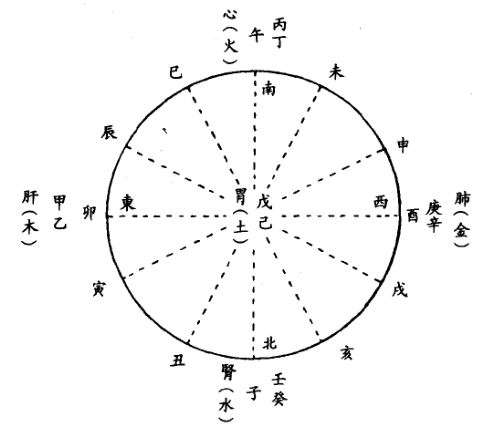 心(火)
午
丙丁
南
未
申
西
酉
庚辛
肺(金)
戌
亥
北
子
壬癸
腎(水)
丑
寅
卯
東
甲乙
肝(木)
辰
巳
胃(土)
戊己